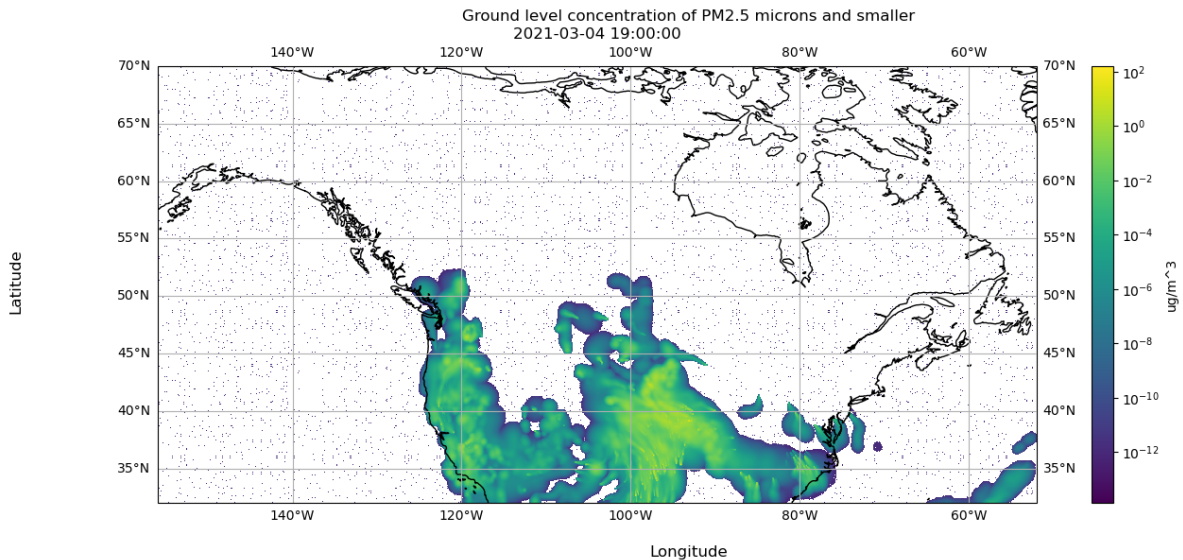 Ground level concentration of PM2.5 microns and smaller
2021-03-04 19:00:00
140°W 120°W 100°W 80°W 60°W
70°N 70°N
65°N 65°N
60°N 60°N
55°N 55°N
50°N 50°N
45°N 45°N
40°N 40°N
35°N 35°N
140°W 120°W 100°W 80°W 60°W
Latitude
Longitude
10^2
10^0
10^-2
10^-4
10^-6
10^-8
10^-10
10^-12
ug/m^3